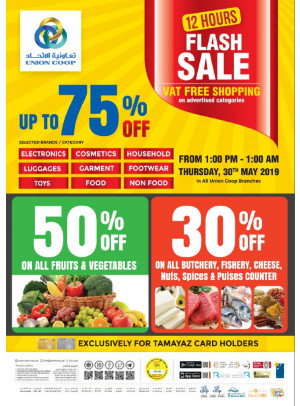 تعاونية الاتحاد
UNION COOP
12 HOURS
FLASH
SALE
VAT FREE SHOPPING
on advertised categories
UP TO 75% OFF
SELECTED BRANDS / CATEGORY
ELECTRONICS COSMETICS HOUSEHOLD
LUGGAGES GARMENT FOOTWEAR
TOYS FOOD NON FOOD
FROM 1:00 PM - 1:00 AM
THURSDAY, 30TH MAY 2019
In All Union Coop Branches
50% OFF
ON ALL FRUITS & VEGETABLES
30% OFF
ON ALL BUTCHERY, FISHERY, CHEESE,
Nuts, Spices & Pulses COUNTER
EXCLUSIVELY FOR TAMAYAZ CARD HOLDERS